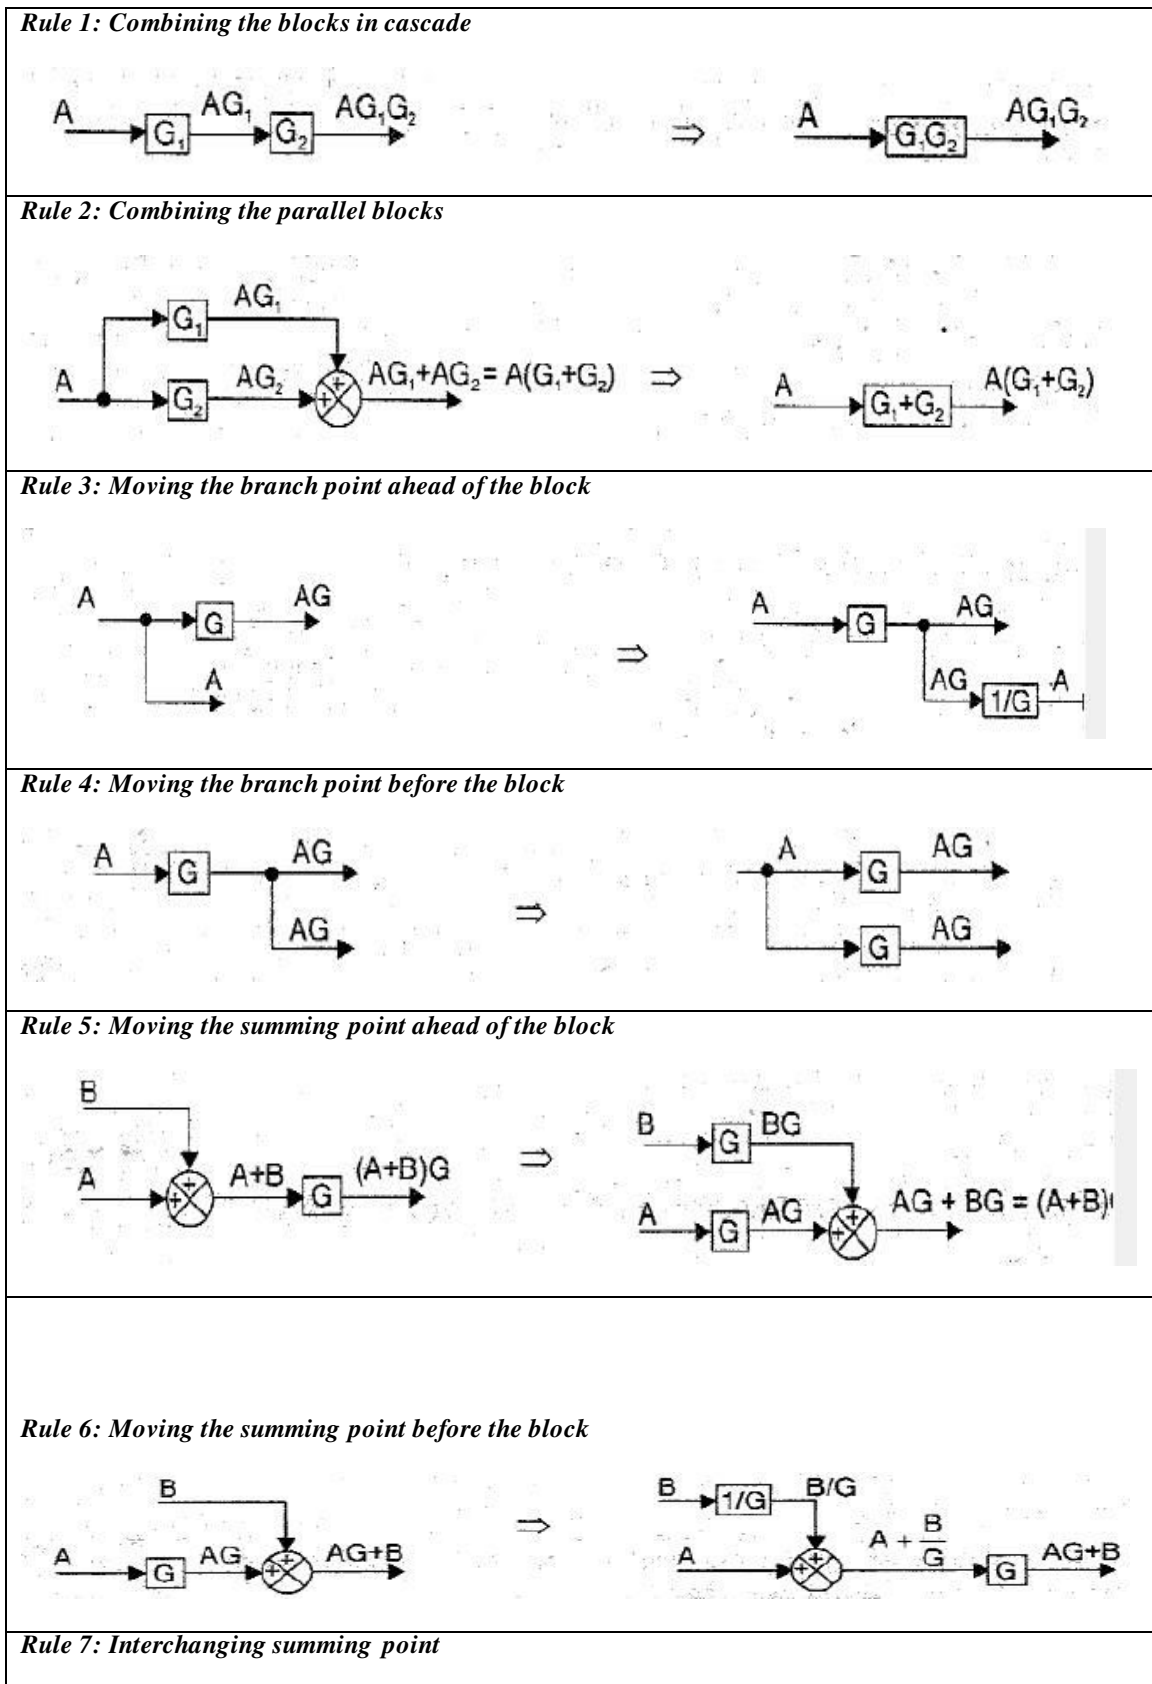 Rule 1: Combining the blocks in cascade
A G₁ AG₁ G₂ AG₁G₂ ⇒ A G₁G₂ AG₁G₂
Rule 2: Combining the parallel blocks
G₁ AG₁
A G₂ AG₂ + + AG₁+AG₂= A(G₁+G₂) ⇒ A G₁+G₂ A(G₁+G₂)
Rule 3: Moving the branch point ahead of the block
A G AG ⇒ A G AG
A AG 1/G A
Rule 4: Moving the branch point before the block
A G AG ⇒ A G AG
AG G AG
Rule 5: Moving the summing point ahead of the block
B ⇒ B G BG
A + + A+B G (A+B)G A G AG + + AG + BG = (A+B)
Rule 6: Moving the summing point before the block
B ⇒ B 1/G B/G
A G AG + + AG+B A + + A + B/G G AG+B
Rule 7: Interchanging summing point